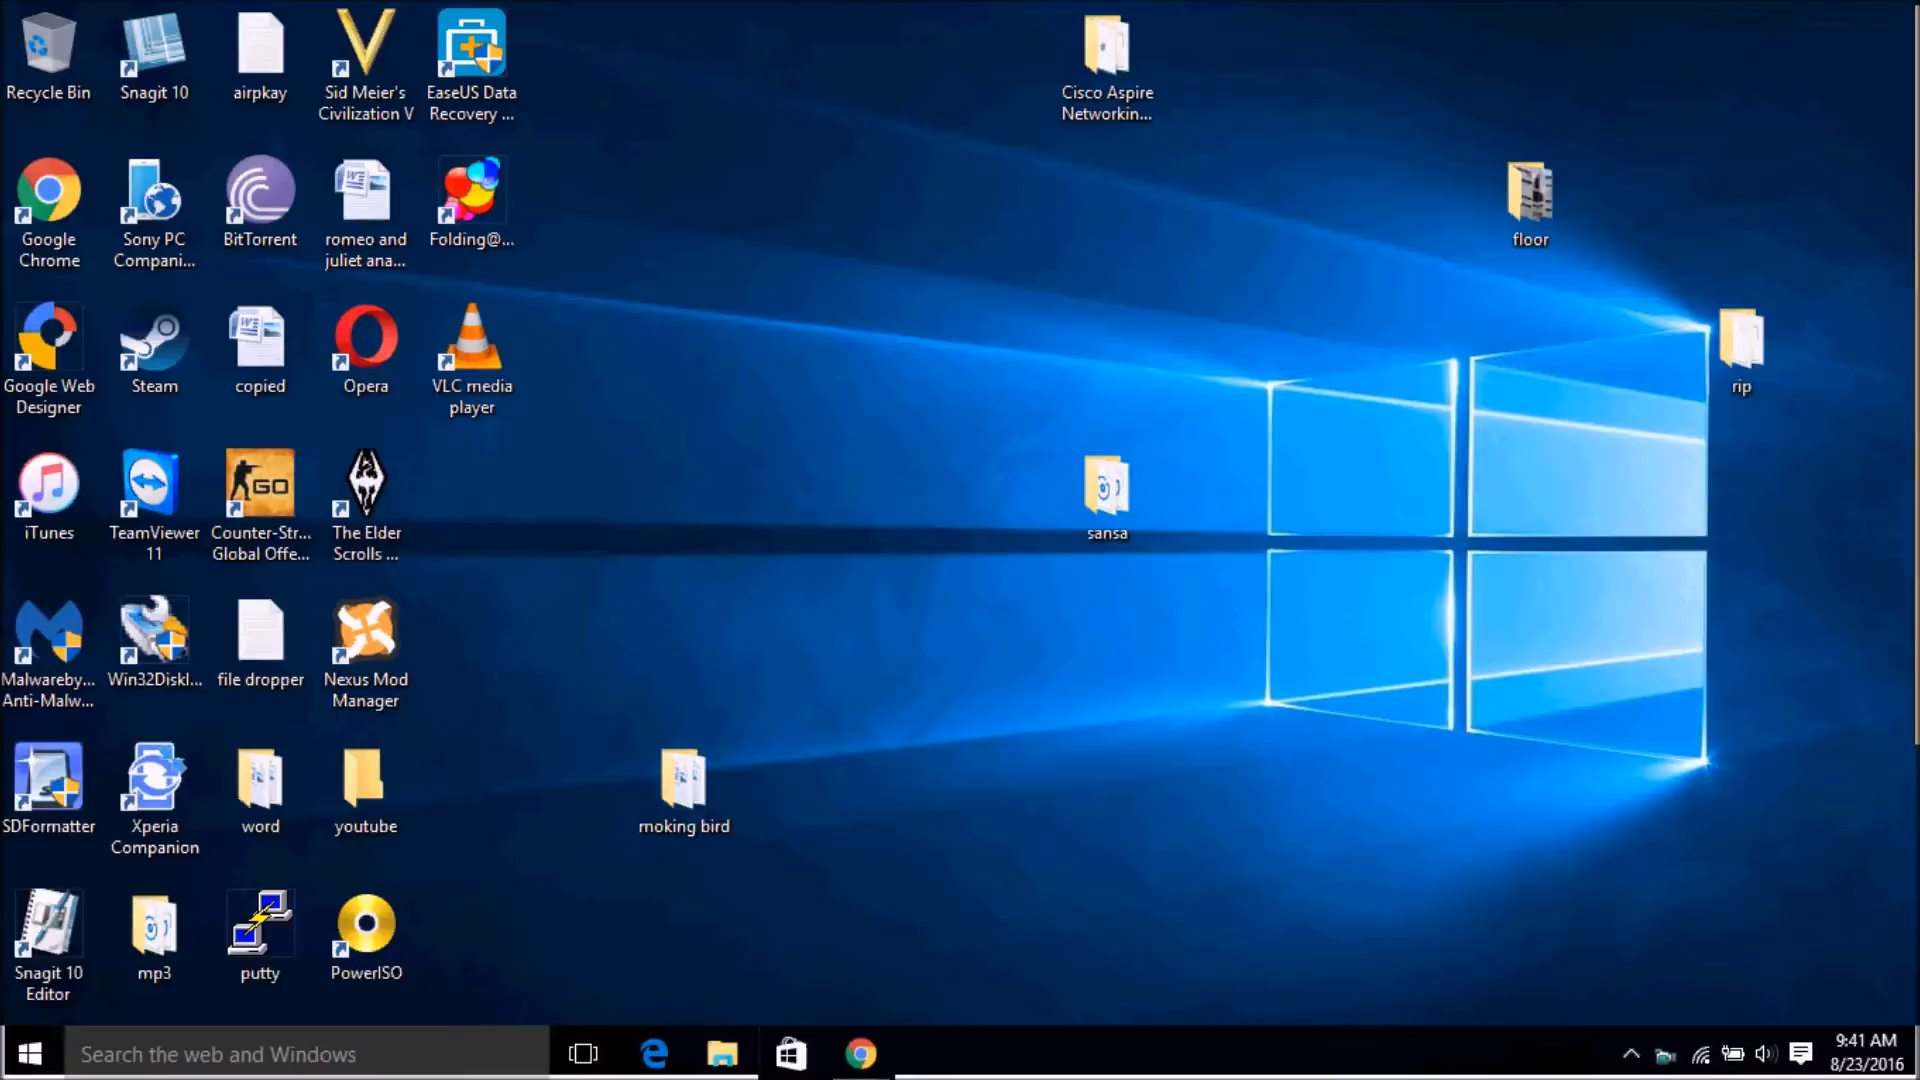 Recycle Bin
Snagit 10
airpkay
Sid Meier's
Civilization V
EaseUS Data
Recovery ...
Cisco Aspire
Networkin...
Google
Chrome
Sony PC
Compani...
BitTorrent
romeo and
juliet ana...
Folding@...
floor
Google Web
Designer
Steam
copied
Opera
VLC media
player
rip
iTunes
TeamViewer
11
GO
Counter-Str...
Global Offe...
The Elder
Scrolls ...
sansa
Malwareby...
Anti-Malw...
Win32DiskI...
file dropper
Nexus Mod
Manager
SDFormatter
Xperia
Companion
word
youtube
moking bird
Snagit 10
Editor
mp3
putty
PowerISO
Search the web and Windows
9:41 AM
8/23/2016